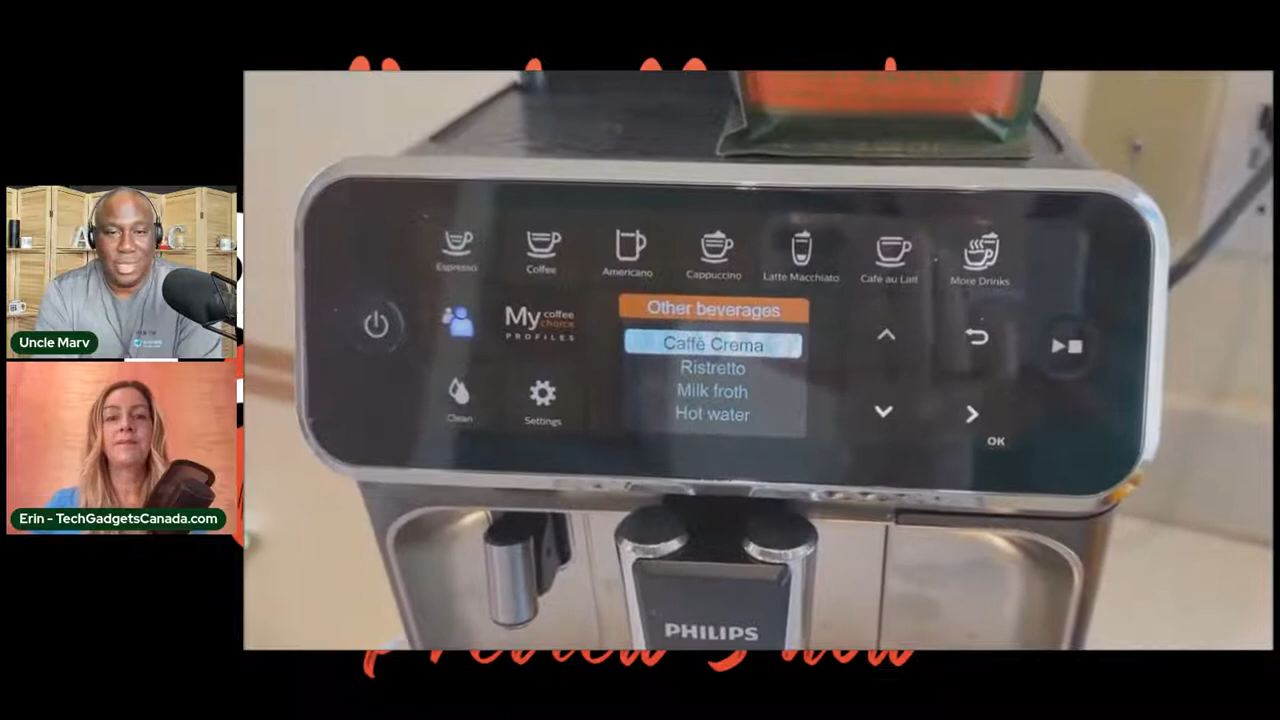 Espresso
Coffee
Americano
Cappuccino
Latte Macchiato
Café au Lait
More Drinks
My coffee choice
PROFILES
Other beverages
Caffè Crema
Ristretto
Milk froth
Hot water
Clean
Settings
OK
PHILIPS
Uncle Marv
Erin - TechGadgetsCanada.com